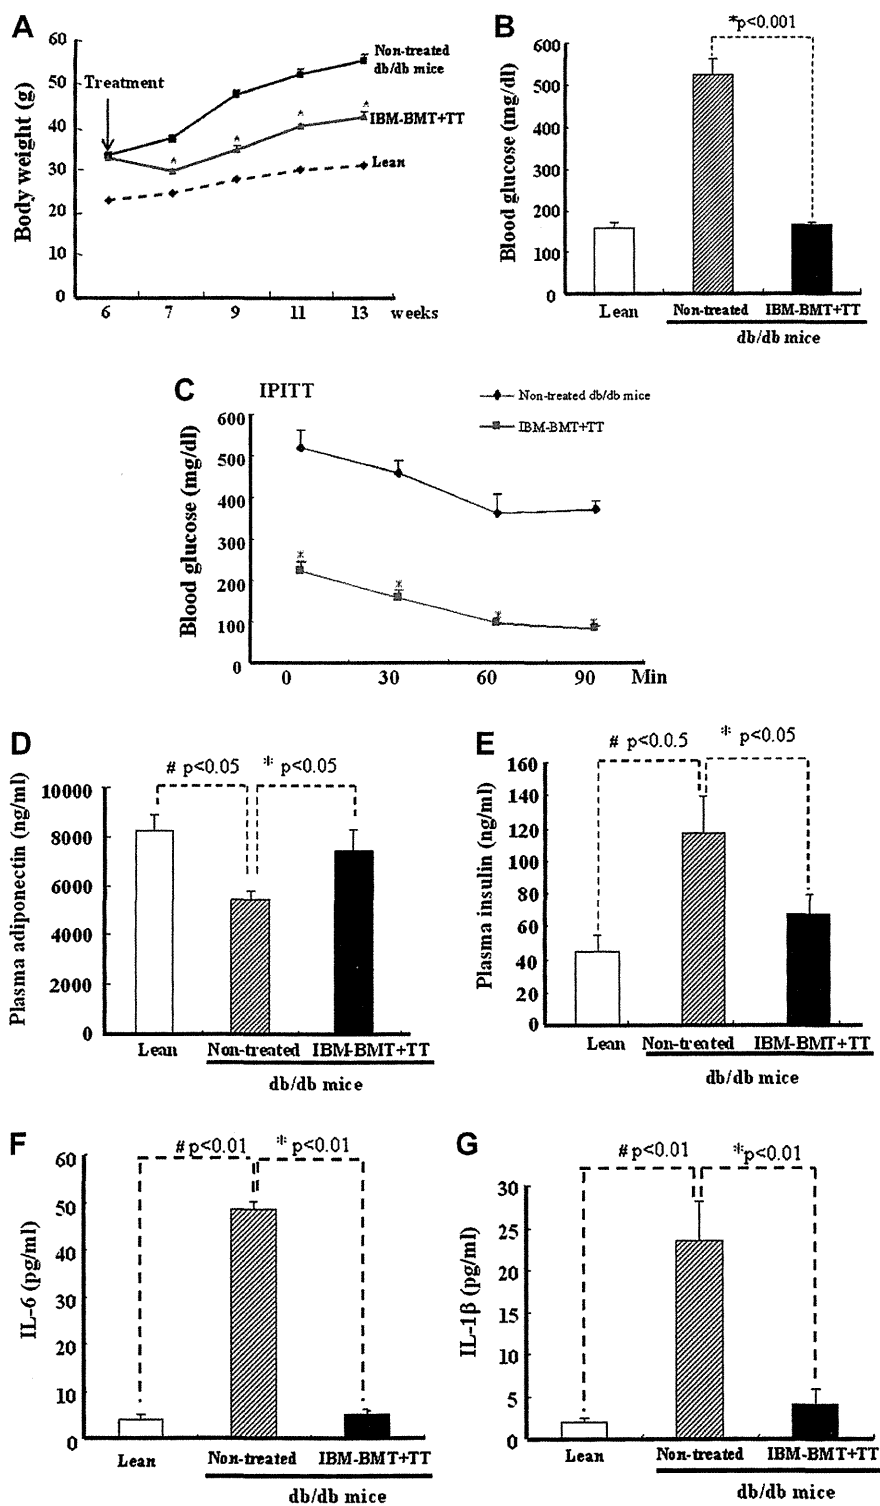 A
60
50
40
30
20
10
0
Body weight (g)
Treatment
Non-treated
db/db mice
IBM-BMT+TT
Lean
6 7 9 11 13 weeks
B
*p<0.001
600
500
400
300
200
100
0
Blood glucose (mg/dl)
Lean Non-treated IBM-BMT+TT
db/db mice
C IPITT
Non-treated db/db mice
IBM-BMT+TT
600
500
400
300
200
100
0
Blood glucose (mg/dl)
* * * *
0 30 60 90 Min
D
# p<0.05 * p<0.05
10000
8000
6000
4000
2000
0
Plasma adiponectin (ng/ml)
Lean Non-treated IBM-BMT+TT
db/db mice
E
# p<0.0.5 * p<0.05
160
140
120
100
80
60
40
20
0
Plasma insulin (ng/ml)
Lean Non-treated IBM-BMT+TT
db/db mice
F
# p<0.01 * p<0.01
60
50
40
30
20
10
0
IL-6 (pg/ml)
Lean Non-treated IBM-BMT+TT
db/db mice
G
# p<0.01 *p<0.01
30
25
20
15
10
5
0
IL-1β (pg/ml)
Lean Non-treated IBM-BMT+TT
db/db mice